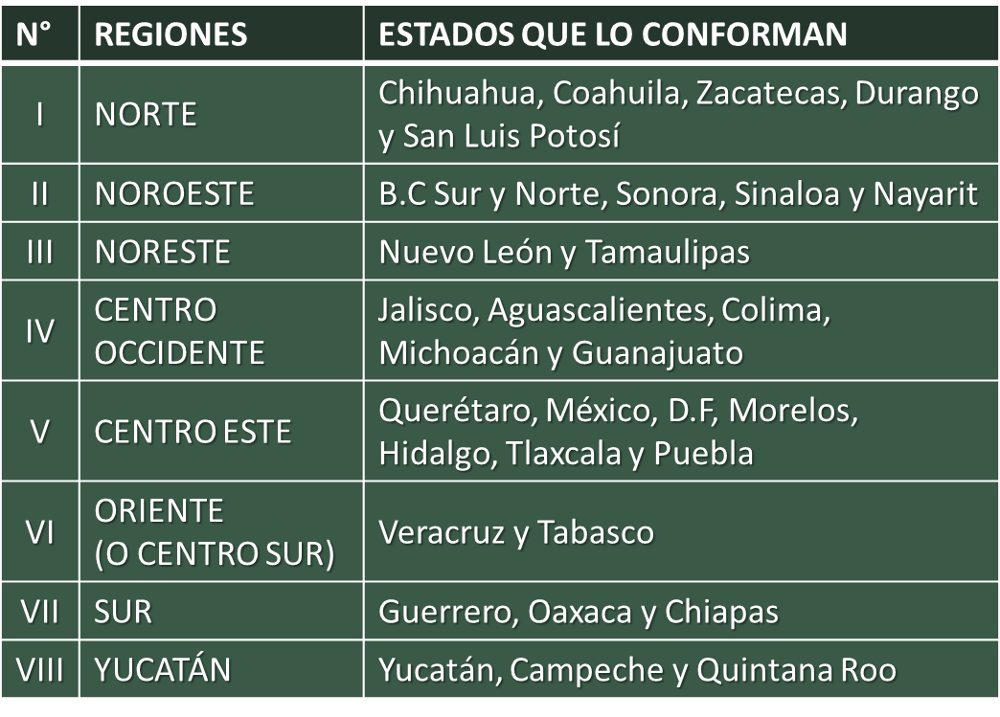 N° REGIONES ESTADOS QUE LO CONFORMAN
I NORTE Chihuahua, Coahuila, Zacatecas, Durango
y San Luis Potosí
II NOROESTE B.C Sur y Norte, Sonora, Sinaloa y Nayarit
III NORESTE Nuevo León y Tamaulipas
IV CENTRO
OCCIDENTE Jalisco, Aguascalientes, Colima,
Michoacán y Guanajuato
V CENTRO ESTE Querétaro, México, D.F, Morelos,
Hidalgo, Tlaxcala y Puebla
VI ORIENTE
(O CENTRO SUR) Veracruz y Tabasco
VII SUR Guerrero, Oaxaca y Chiapas
VIII YUCATÁN Yucatán, Campeche y Quintana Roo